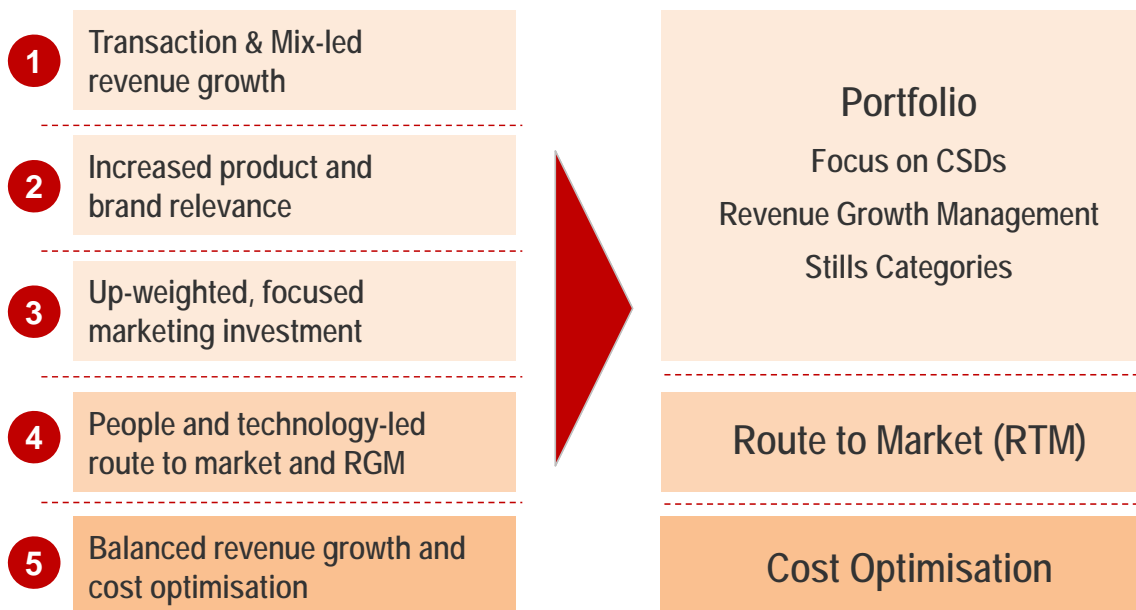 1
Transaction & Mix-led
revenue growth
2
Increased product and
brand relevance
3
Up-weighted, focused
marketing investment
4
People and technology-led
route to market and RGM
5
Balanced revenue growth and
cost optimisation
Portfolio
Focus on CSDs
Revenue Growth Management
Stills Categories
Route to Market (RTM)
Cost Optimisation